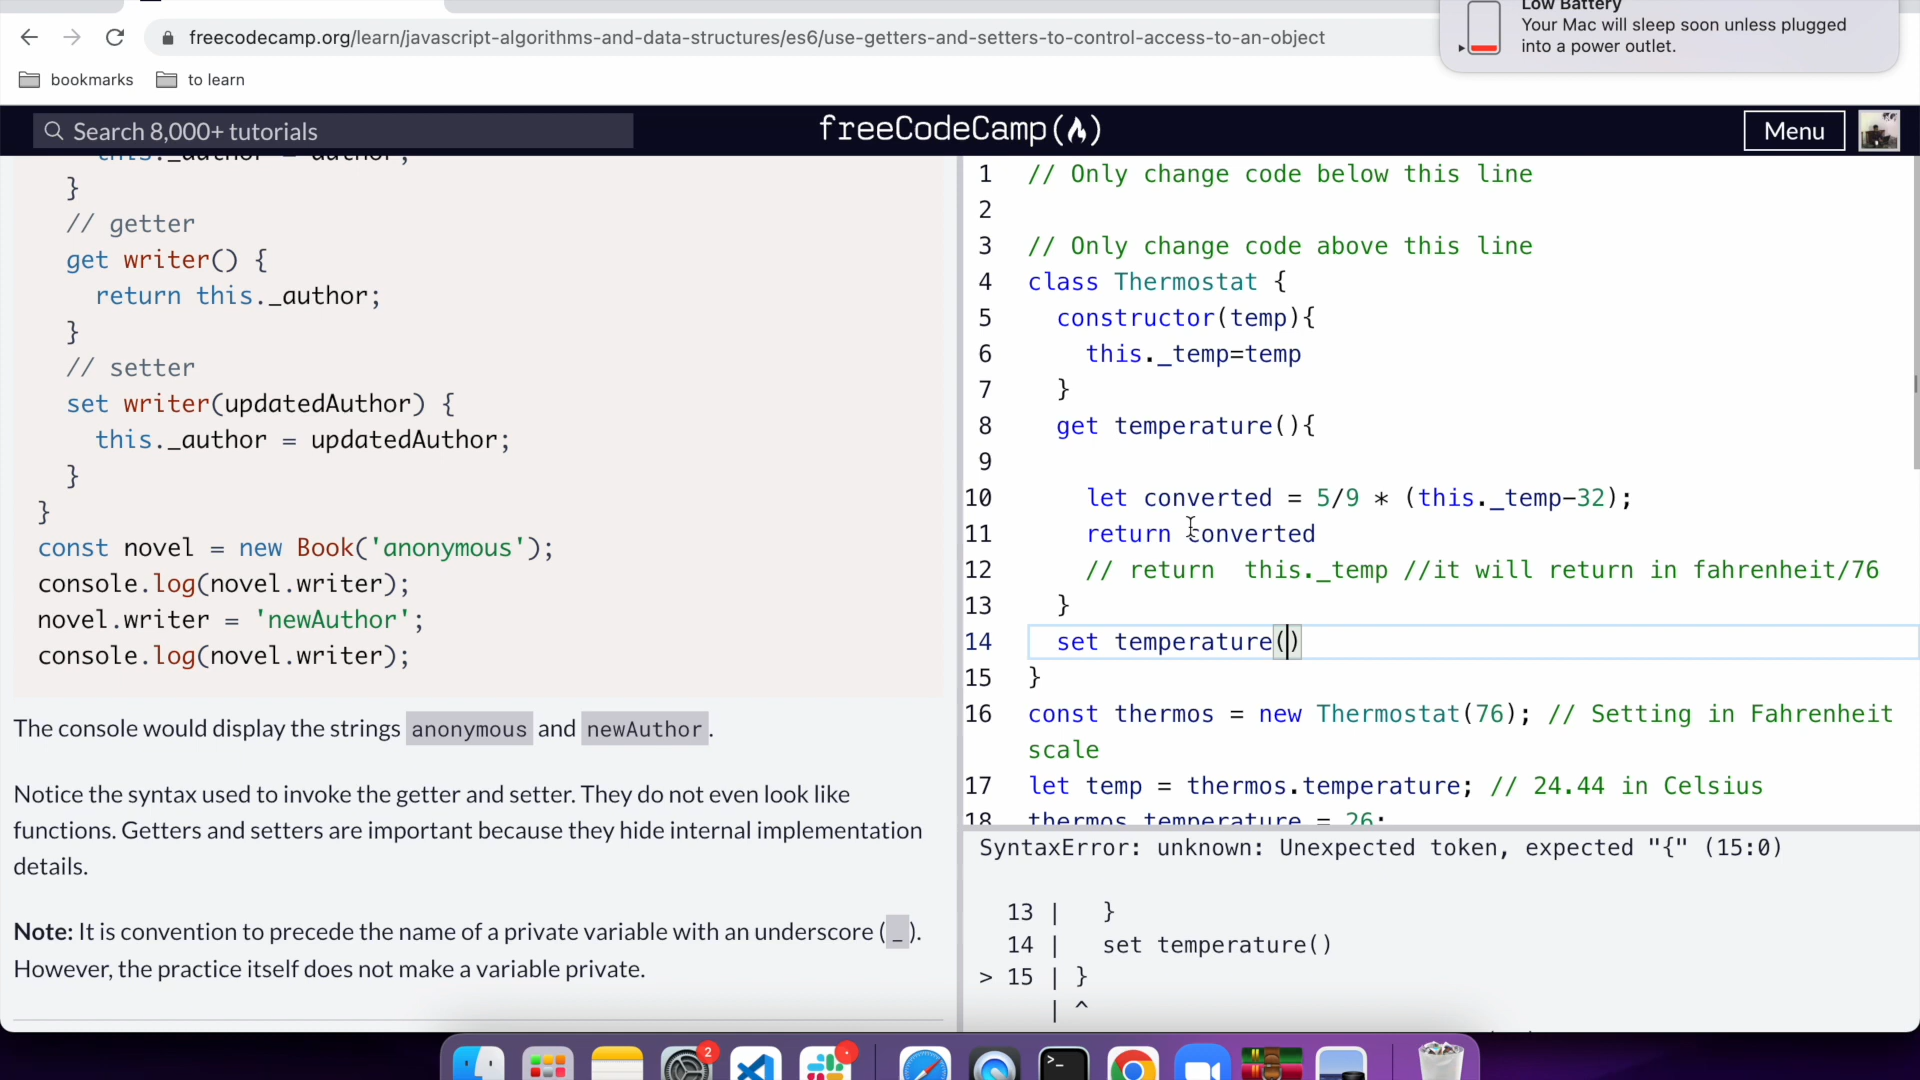 Low Battery
Your Mac will sleep soon unless plugged
into a power outlet.
freecodecamp.org/learn/javascript-algorithms-and-data-structures/es6/use-getters-and-setters-to-control-access-to-an-object
bookmarks
to learn
Search 8,000+ tutorials
freeCodeCamp(🔥)
Menu
this._author = author;
}
// getter
get writer() {
return this._author;
}
// setter
set writer(updatedAuthor) {
this._author = updatedAuthor;
}
}
const novel = new Book('anonymous');
console.log(novel.writer);
novel.writer = 'newAuthor';
console.log(novel.writer);
The console would display the strings anonymous and newAuthor.
Notice the syntax used to invoke the getter and setter. They do not even look like
functions. Getters and setters are important because they hide internal implementation
details.
Note: It is convention to precede the name of a private variable with an underscore (_).
However, the practice itself does not make a variable private.
1 // Only change code below this line
2
3 // Only change code above this line
4 class Thermostat {
5 constructor(temp){
6 this._temp=temp
7 }
8 get temperature(){
9
10 let converted = 5/9 * (this._temp-32);
11 return converted
12 // return  this._temp //it will return in fahrenheit/76
13 }
14 set temperature()
15 }
16 const thermos = new Thermostat(76); // Setting in Fahrenheit
scale
17 let temp = thermos.temperature; // 24.44 in Celsius
18 thermos.temperature = 26;
SyntaxError: unknown: Unexpected token, expected "{" (15:0)
13 | }
14 | set temperature()
> 15 | }
| ^
2